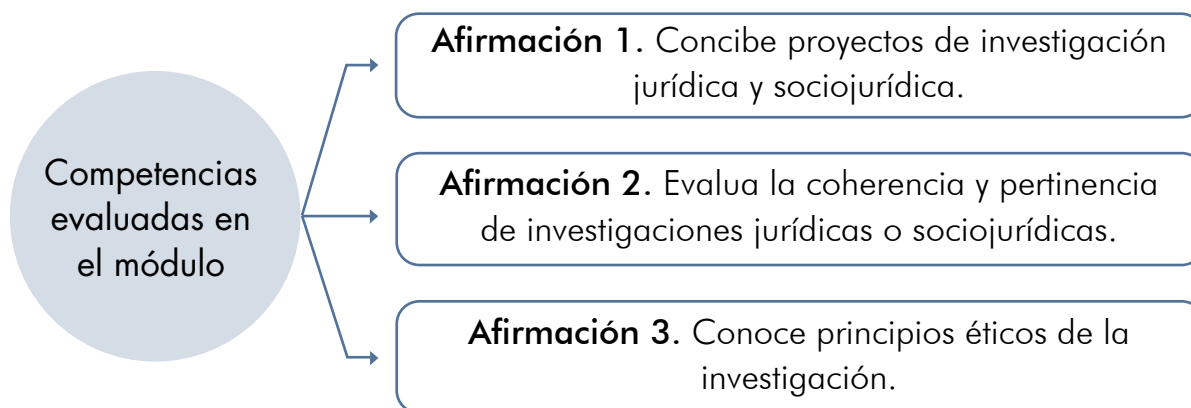 Competencias
evaluadas en
el módulo
Afirmación 1. Concibe proyectos de investigación
jurídica y sociojurídica.
Afirmación 2. Evalua la coherencia y pertinencia
de investigaciones jurídicas o sociojurídicas.
Afirmación 3. Conoce principios éticos de la
investigación.